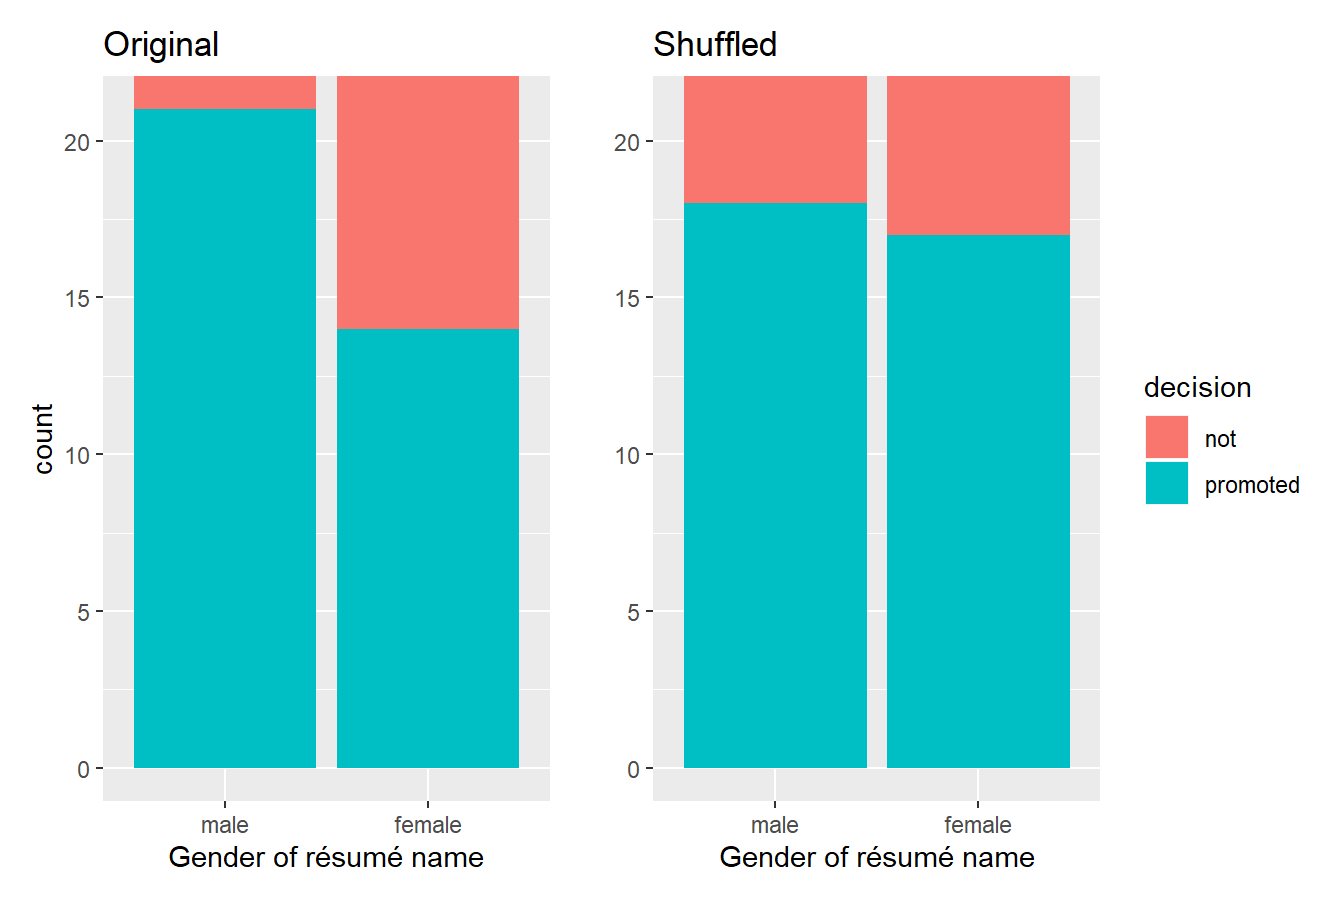 Original
count
20
15
10
5
0
male female
Gender of résumé name
Shuffled
20
15
10
5
0
male female
Gender of résumé name
decision
not
promoted